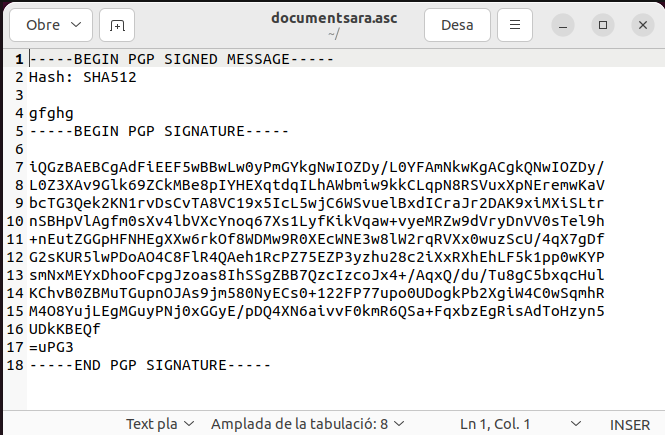 Obre
documentsara.asc
~/
Desa
1 -----BEGIN PGP SIGNED MESSAGE-----
2 Hash: SHA512
3
4 gfghg
5 -----BEGIN PGP SIGNATURE-----
6
7 iQGzBAEBCgAdFiEEF5wBBwLw0yPmGYkgNwIOZDy/L0YFAmNkwKgACgkQNwIOZDy/
8 L0Z3XAv9Glk69ZCkMBe8pIYHEXqtdqILhAWbmiw9kkCLqpN8RSVuxXpNEremwKaV
9 bcTG3Qek2KN1rvDsCvTA8VC19x5IcL5wjC6WSvuelBxdICraJr2DAK9xiMXiSLtr
10 nSBHpVlAgfm0sXv4lbVXcYnoq67Xs1LyfKikVqaw+vyeMRZw9dVryDnVV0sTel9h
11 +nEutZGGpHFNHEgXXw6rkOf8WDMw9R0XEcWNE3w8lW2rqRVXx0wuzScU/4qX7gDf
12 G2sKUR5lwPDoAO4C8FlR4QAeh1RcPZ75EZP3yzhu28c2iXxRXhEhLF5k1pp0wKYP
13 smNxMEYxDhooFcpgJzoas8IhSSgZBB7QzcIzcoJx4+/AqxQ/du/Tu8gC5bxqcHul
14 KChvB0ZBMuTGupnOJAs9jm580NyECs0+122FP77upo0UDogkPb2XgiW4C0wSqmhR
15 M4O8YujLEgMGuyPNj0xGGyE/pDQ4XN6aivvF0kmR6QSa+FqxbzEgRisAdToHzyn5
16 UDkKBEQf
17 =uPG3
18 -----END PGP SIGNATURE-----
Text pla Amplada de la tabulació: 8 Ln 1, Col. 1 INSER